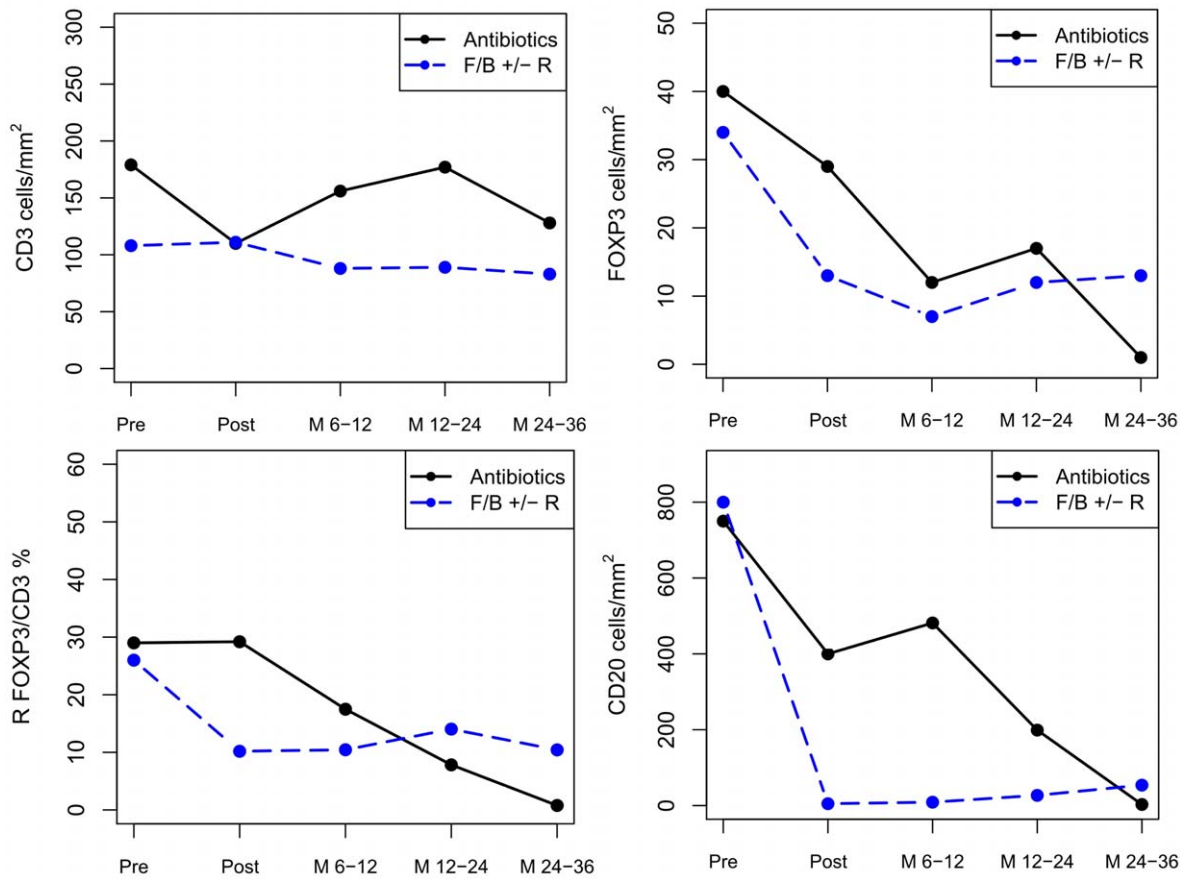 CD3 cells/mm²
300
250
200
150
100
50
0
Antibiotics
F/B +/− R
Pre
Post
M 6−12
M 12−24
M 24−36
FOXP3 cells/mm²
50
40
30
20
10
0
Antibiotics
F/B +/− R
Pre
Post
M 6−12
M 12−24
M 24−36
R FOXP3/CD3 %
60
50
40
30
20
10
0
Antibiotics
F/B +/− R
Pre
Post
M 6−12
M 12−24
M 24−36
CD20 cells/mm²
800
600
400
200
0
Antibiotics
F/B +/− R
Pre
Post
M 6−12
M 12−24
M 24−36